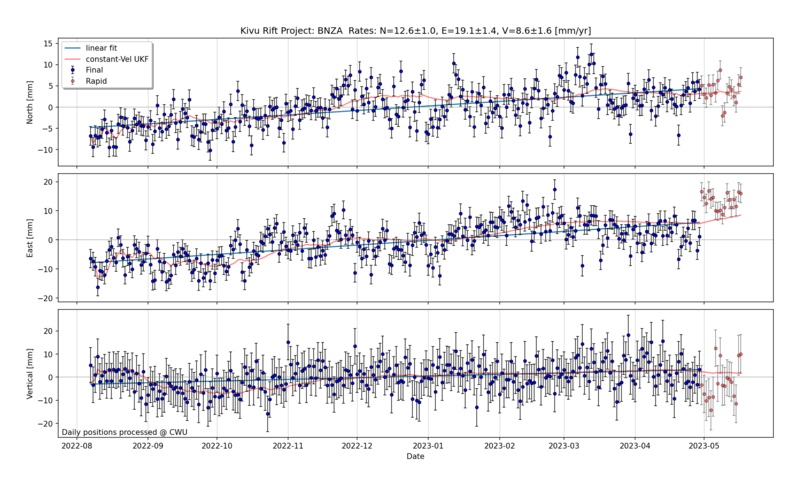 Kivu Rift Project: BNZA Rates: N=12.6±1.0, E=19.1±1.4, V=8.6±1.6 [mm/yr]
linear fit
constant-Vel UKF
Final
Rapid
North [mm]
15
10
5
0
−5
−10
East [mm]
20
10
0
−10
−20
Vertical [mm]
20
10
0
−10
−20
Daily positions processed @ CWU
2022-08
2022-09
2022-10
2022-11
2022-12
2023-01
2023-02
2023-03
2023-04
2023-05
Date